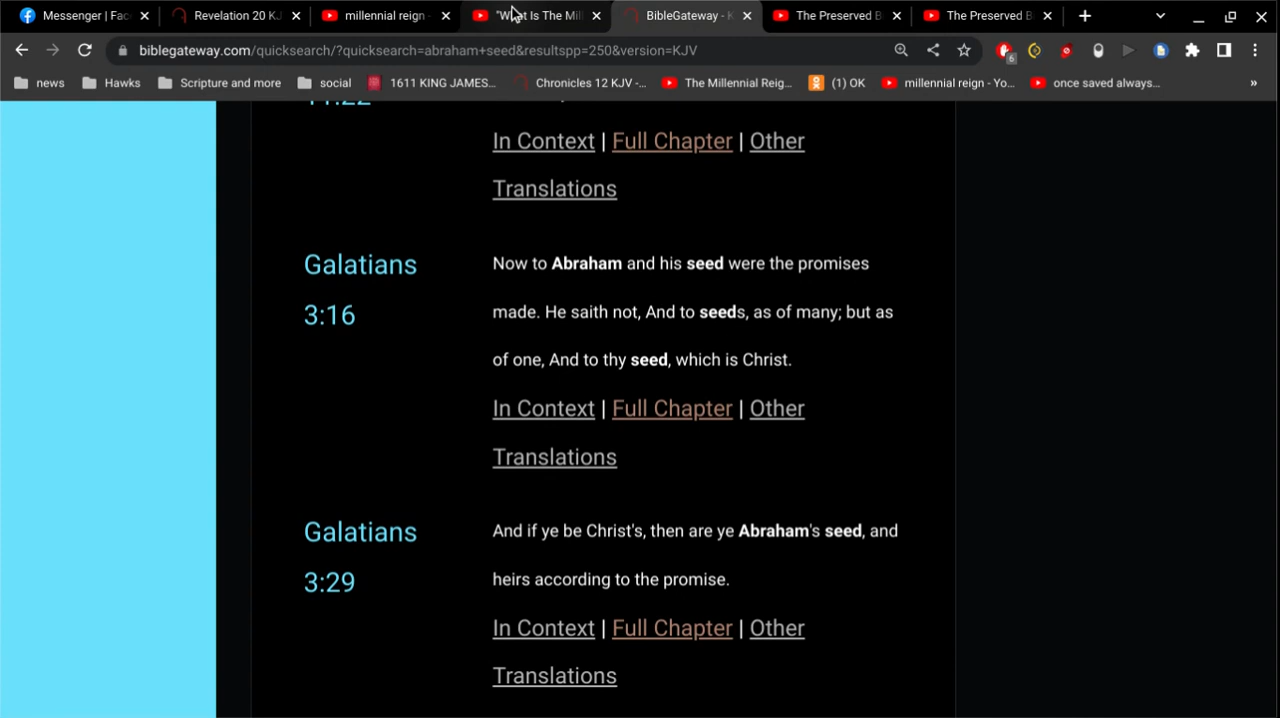 Messenger | Fac
Revelation 20 KJ
millennial reign -
"What Is The Mil
BibleGateway - K
The Preserved B
The Preserved B
biblegateway.com/quicksearch/?quicksearch=abraham+seed&resultspp=250&version=KJV
6
news
Hawks
Scripture and more
social
1611 KING JAMES...
Chronicles 12 KJV -...
The Millennial Reig...
(1) OK
millennial reign - Yo...
once saved always...
»
11:22
In Context | Full Chapter | Other
Translations
Galatians
3:16
Now to Abraham and his seed were the promises
made. He saith not, And to seeds, as of many; but as
of one, And to thy seed, which is Christ.
In Context | Full Chapter | Other
Translations
Galatians
3:29
And if ye be Christ's, then are ye Abraham's seed, and
heirs according to the promise.
In Context | Full Chapter | Other
Translations